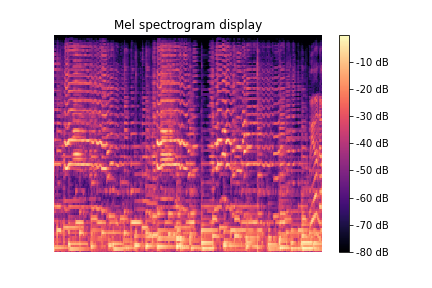 Mel spectrogram display
-10 dB
-20 dB
-30 dB
-40 dB
-50 dB
-60 dB
-70 dB
-80 dB